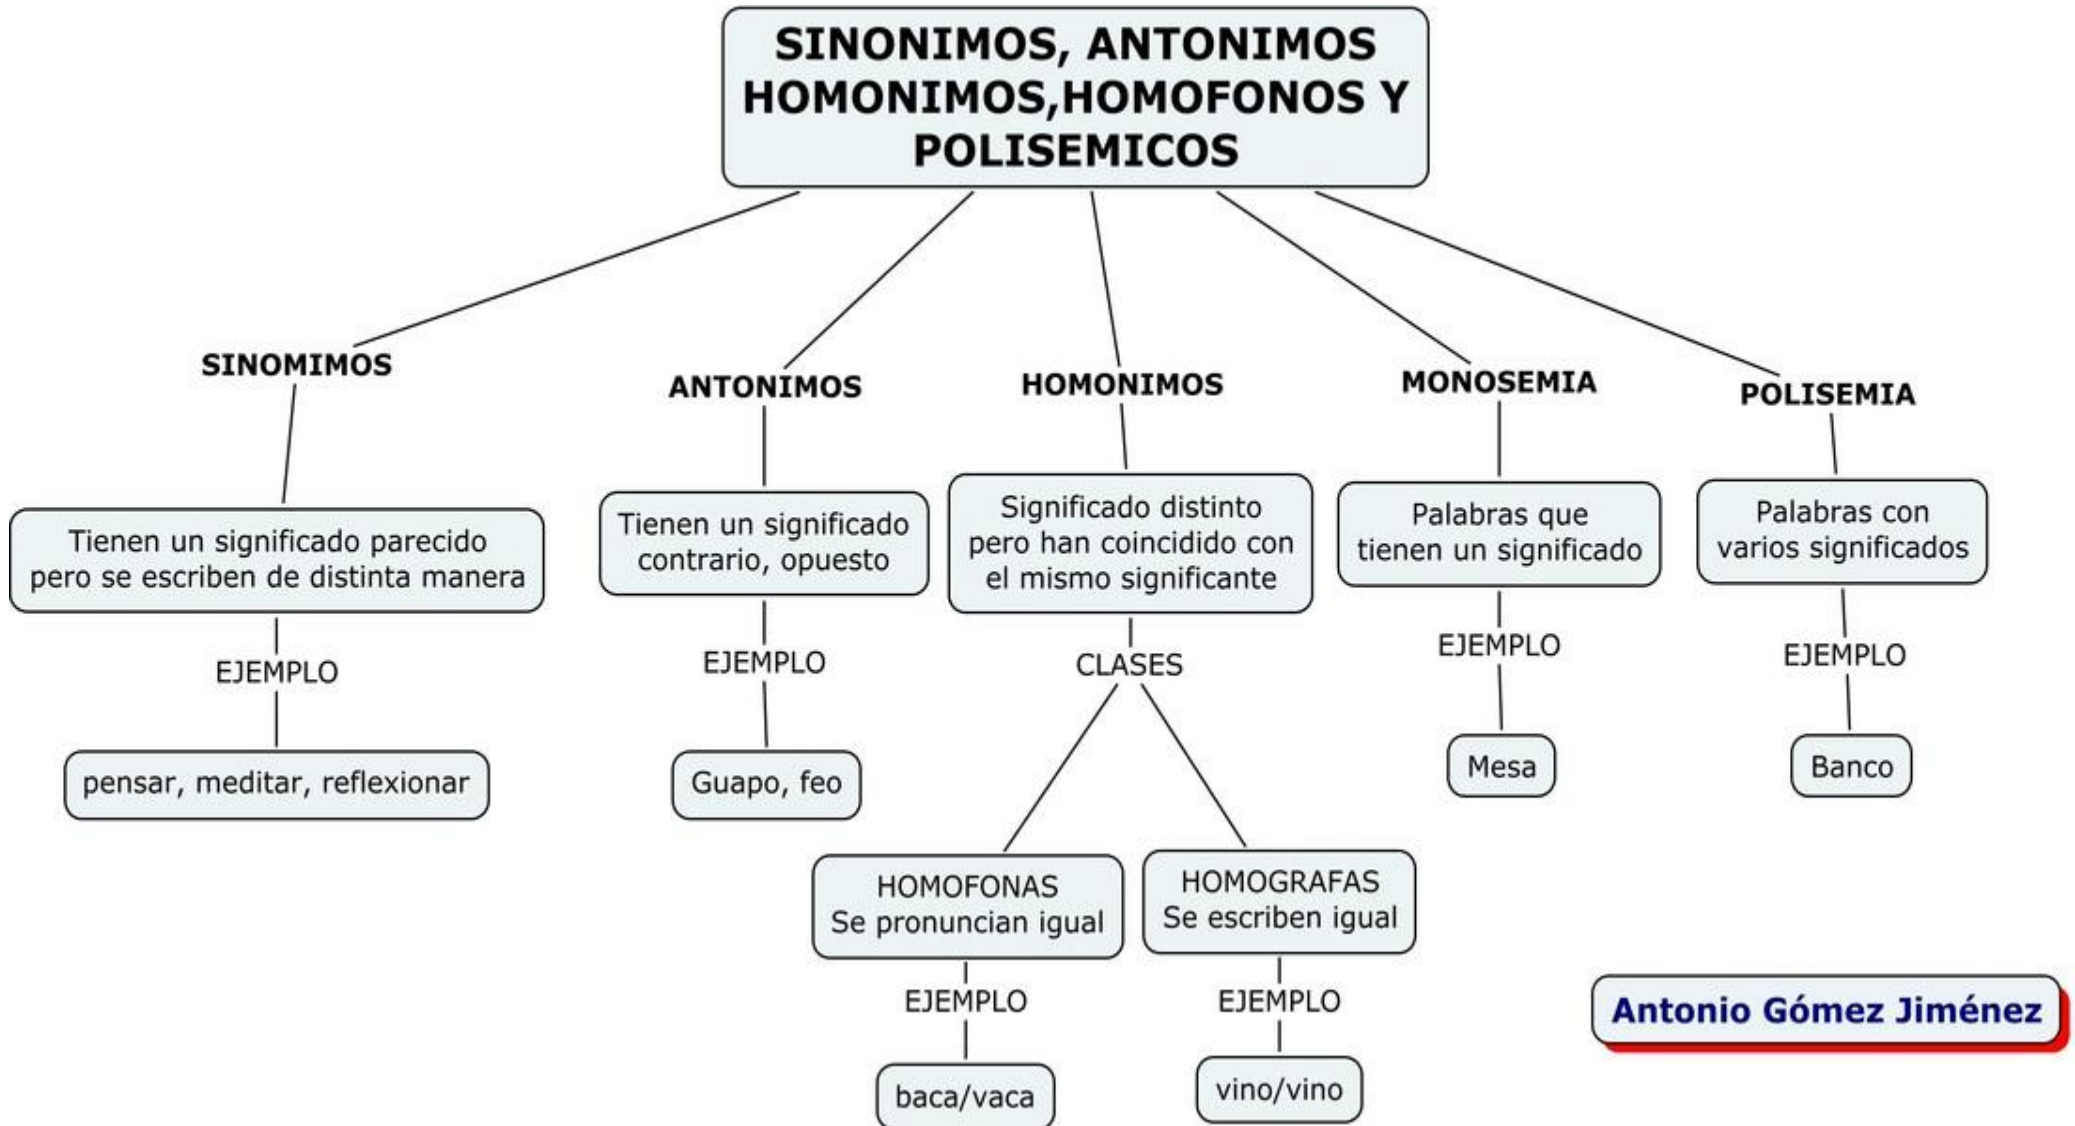 SINONIMOS, ANTONIMOS
HOMONIMOS,HOMOFONOS Y
POLISEMICOS
SINOMIMOS
ANTONIMOS
HOMONIMOS
MONOSEMIA
POLISEMIA
Tienen un significado parecido
pero se escriben de distinta manera
Tienen un significado
contrario, opuesto
Significado distinto
pero han coincidido con
el mismo significante
Palabras que
tienen un significado
Palabras con
varios significados
EJEMPLO
EJEMPLO
CLASES
EJEMPLO
EJEMPLO
pensar, meditar, reflexionar
Guapo, feo
Mesa
Banco
HOMOFONAS
Se pronuncian igual
HOMOGRAFAS
Se escriben igual
EJEMPLO
EJEMPLO
baca/vaca
vino/vino
Antonio Gómez Jiménez